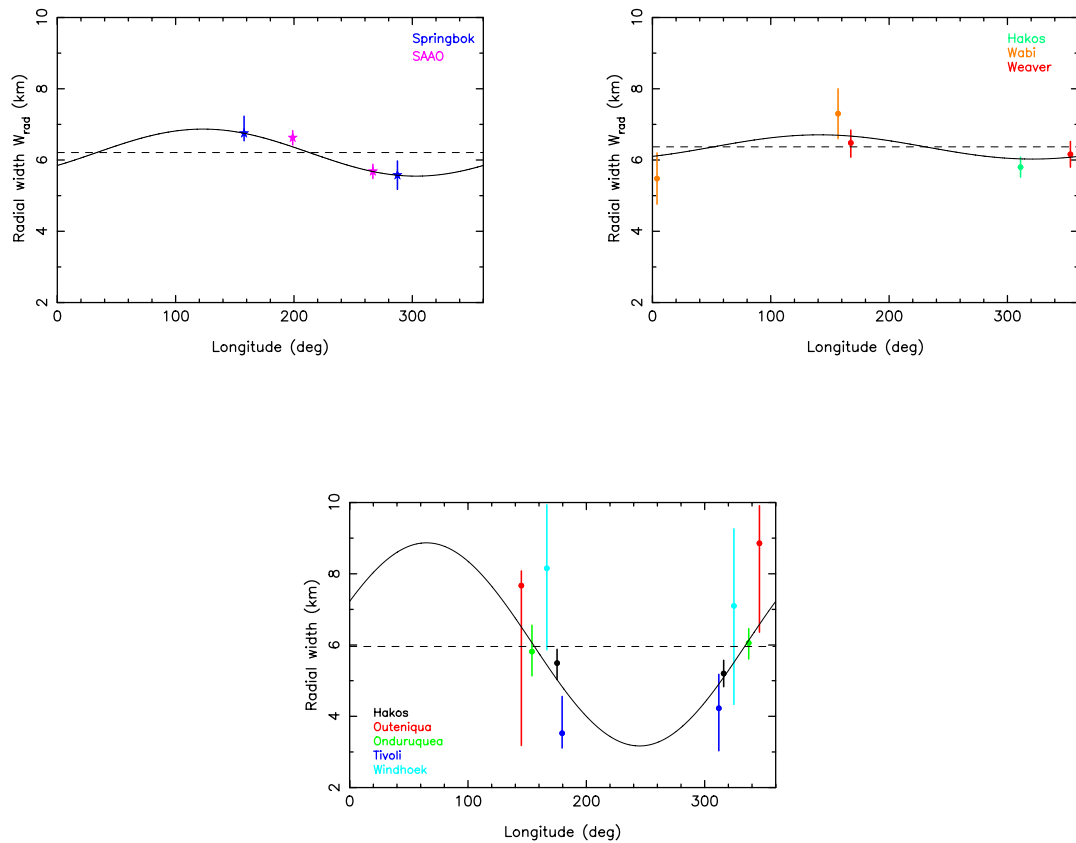 10
8
6
4
2
0
100
200
300
Radial width Wrad (km)
Longitude (deg)
Springbok
SAAO
10
8
6
4
2
0
100
200
300
Radial width Wrad (km)
Longitude (deg)
Hakos
Wabi
Weaver
10
8
6
4
2
0
100
200
300
Radial width (km)
Longitude (deg)
Hakos
Outeniqua
Onduruquea
Tivoli
Windhoek